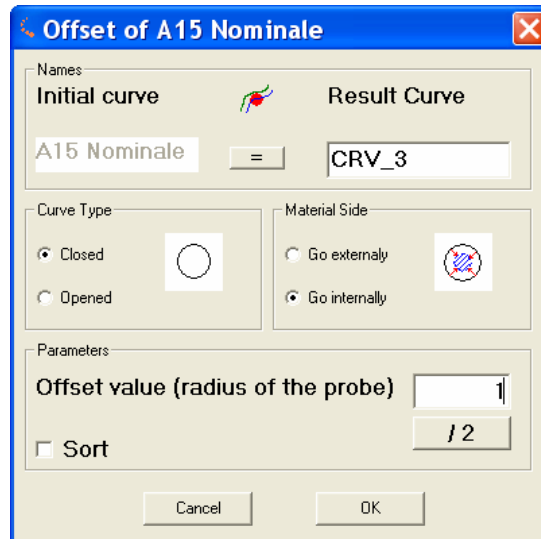 Offset of A15 Nominale
Names
Initial curve
Result Curve
A15 Nominale
=
CRV_3
Curve Type
Closed
Opened
Material Side
Go externaly
Go internally
Parameters
Offset value (radius of the probe)
1
/ 2
Sort
Cancel
OK